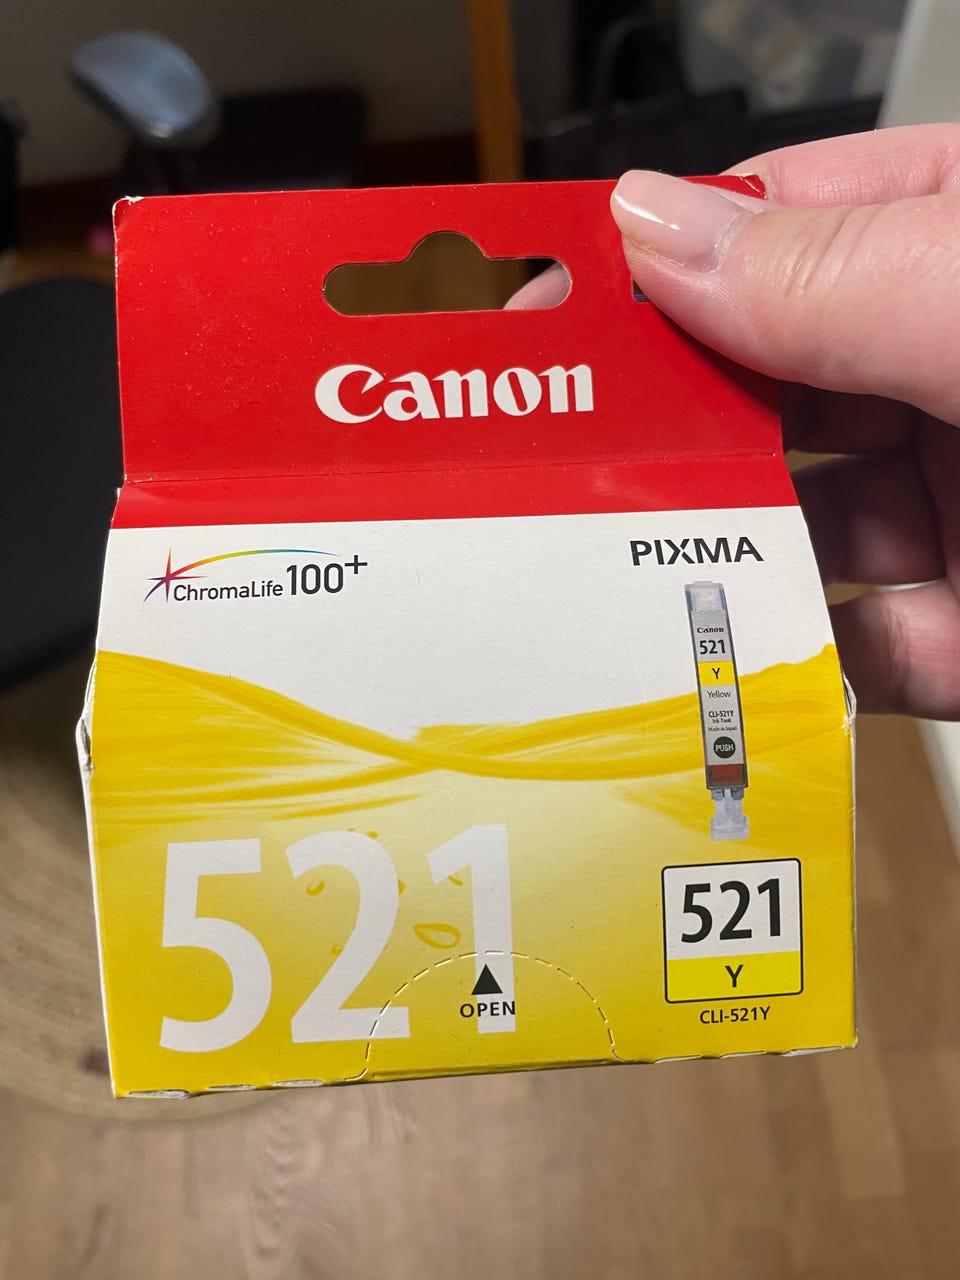 Canon
ChromaLife100+
PIXMA
Canon
521
Y
Yellow
CLI-521Y
Ink Tank
Made in Japan
PUSH
521
OPEN
521
Y
CLI-521Y